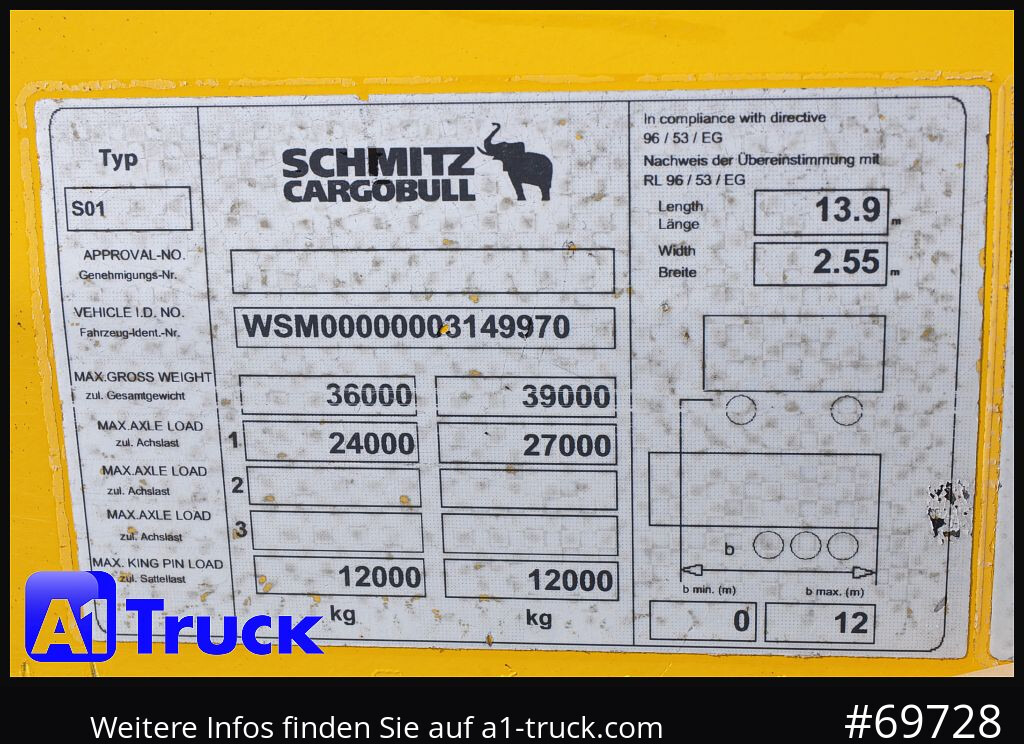 Typ
S01
SCHMITZ
CARGOBULL
APPROVAL-NO.
Genehmigungs-Nr.
VEHICLE I.D. NO.
Fahrzeug-Ident.-Nr.
WSM00000003149970
MAX.GROSS WEIGHT
zul. Gesamtgewicht
36000 39000
MAX.AXLE LOAD
zul. Achslast
1 24000 27000
MAX.AXLE LOAD
zul. Achslast
2
MAX.AXLE LOAD
zul. Achslast
3
MAX. KING PIN LOAD
zul. Sattellast
12000 12000
kg kg
In compliance with directive
96 / 53 / EG
Nachweis der Übereinstimmung mit
RL 96 / 53 / EG
Length
Länge
13.9 m
Width
Breite
2.55 m
b
b min. (m) b max. (m)
0 12
A1 Truck
Weitere Infos finden Sie auf a1-truck.com
#69728